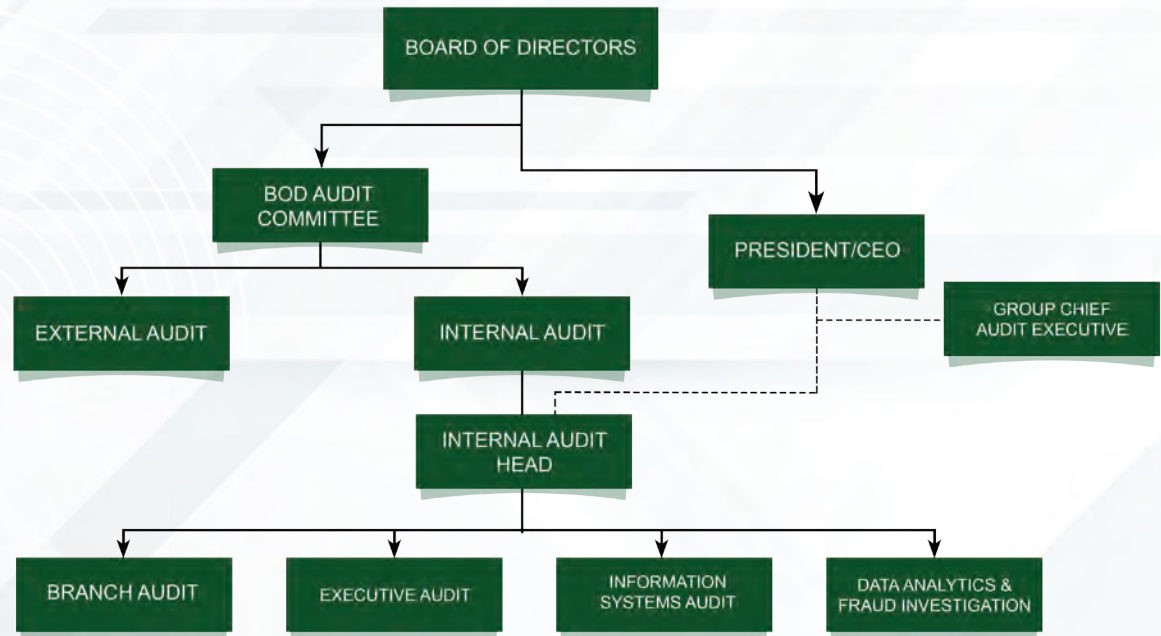 BOARD OF DIRECTORS
BOD AUDIT
COMMITTEE
PRESIDENT/CEO
EXTERNAL AUDIT
INTERNAL AUDIT
GROUP CHIEF
AUDIT EXECUTIVE
INTERNAL AUDIT
HEAD
BRANCH AUDIT
EXECUTIVE AUDIT
INFORMATION
SYSTEMS AUDIT
DATA ANALYTICS &
FRAUD INVESTIGATION